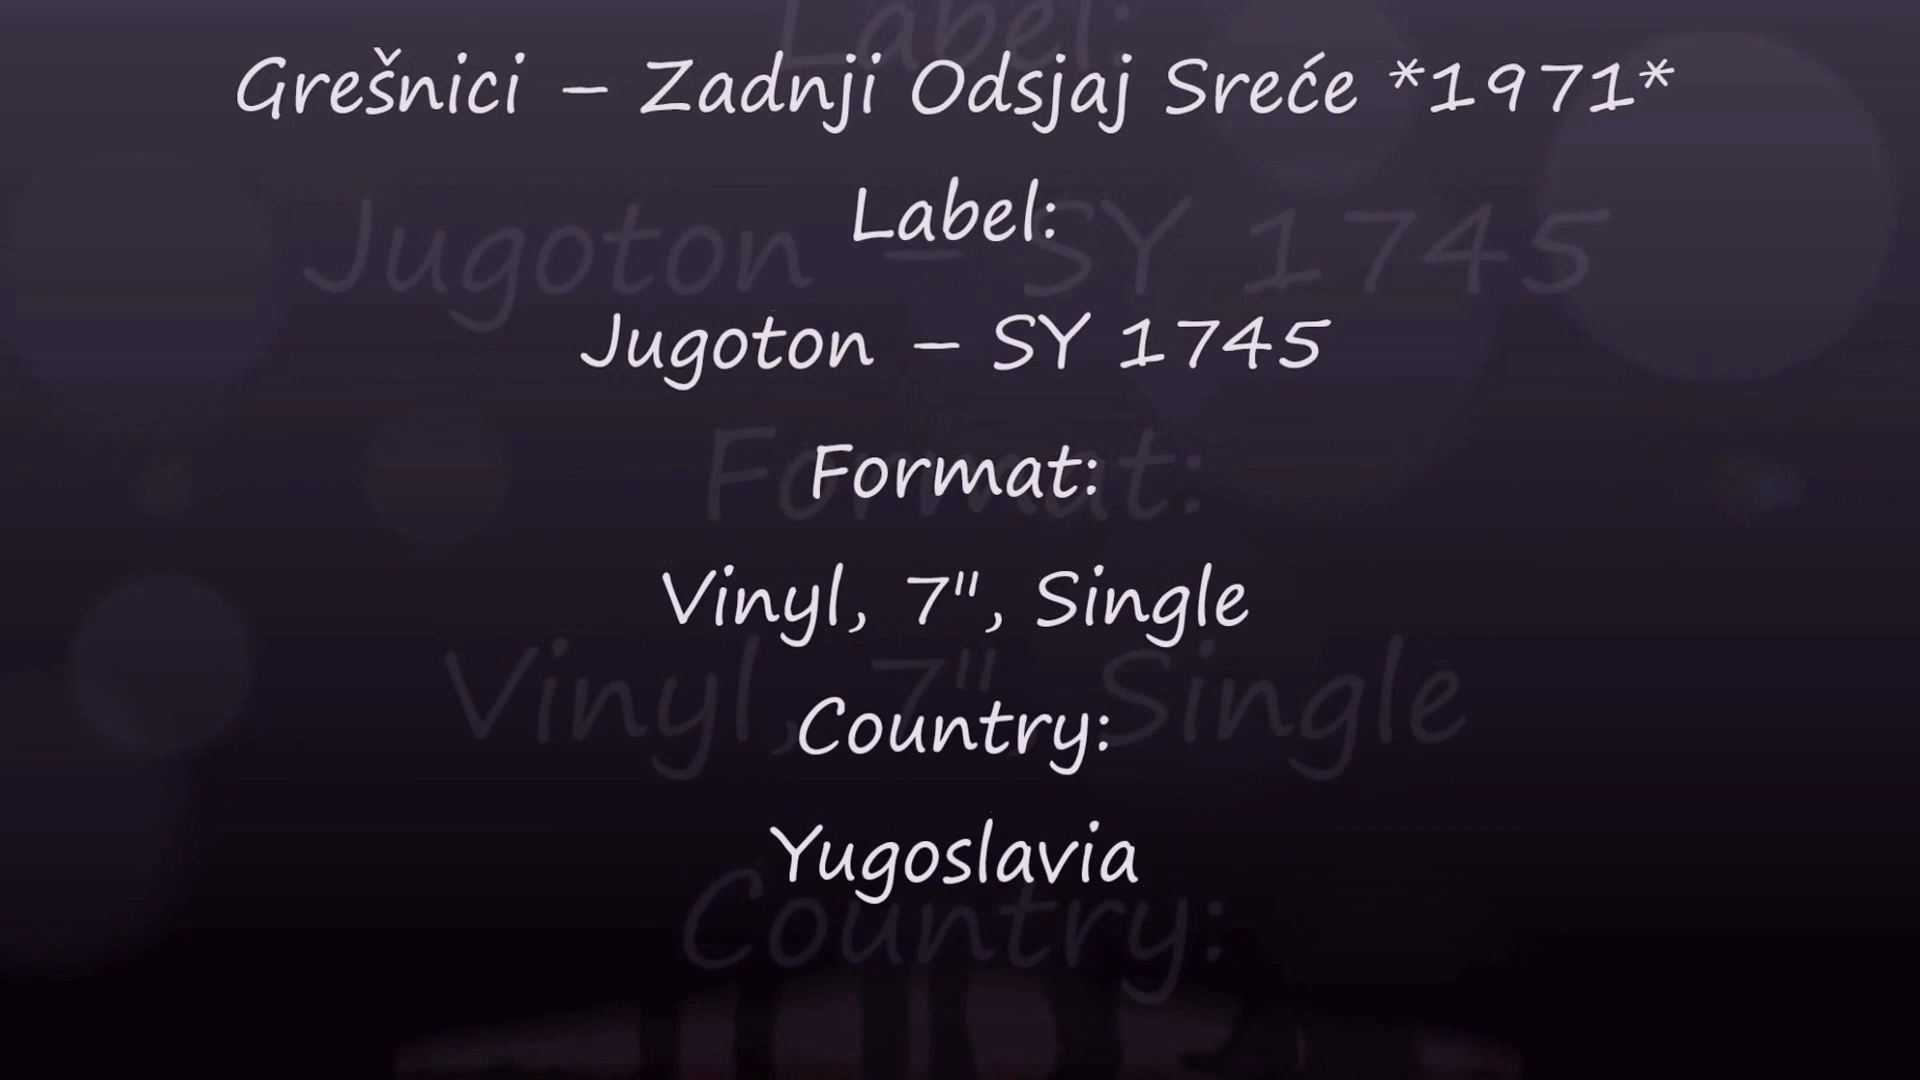 Grešnici – Zadnji Odsjaj Sreće *1971*
Label:
Jugoton – SY 1745
Format:
Vinyl, 7", Single
Country:
Yugoslavia